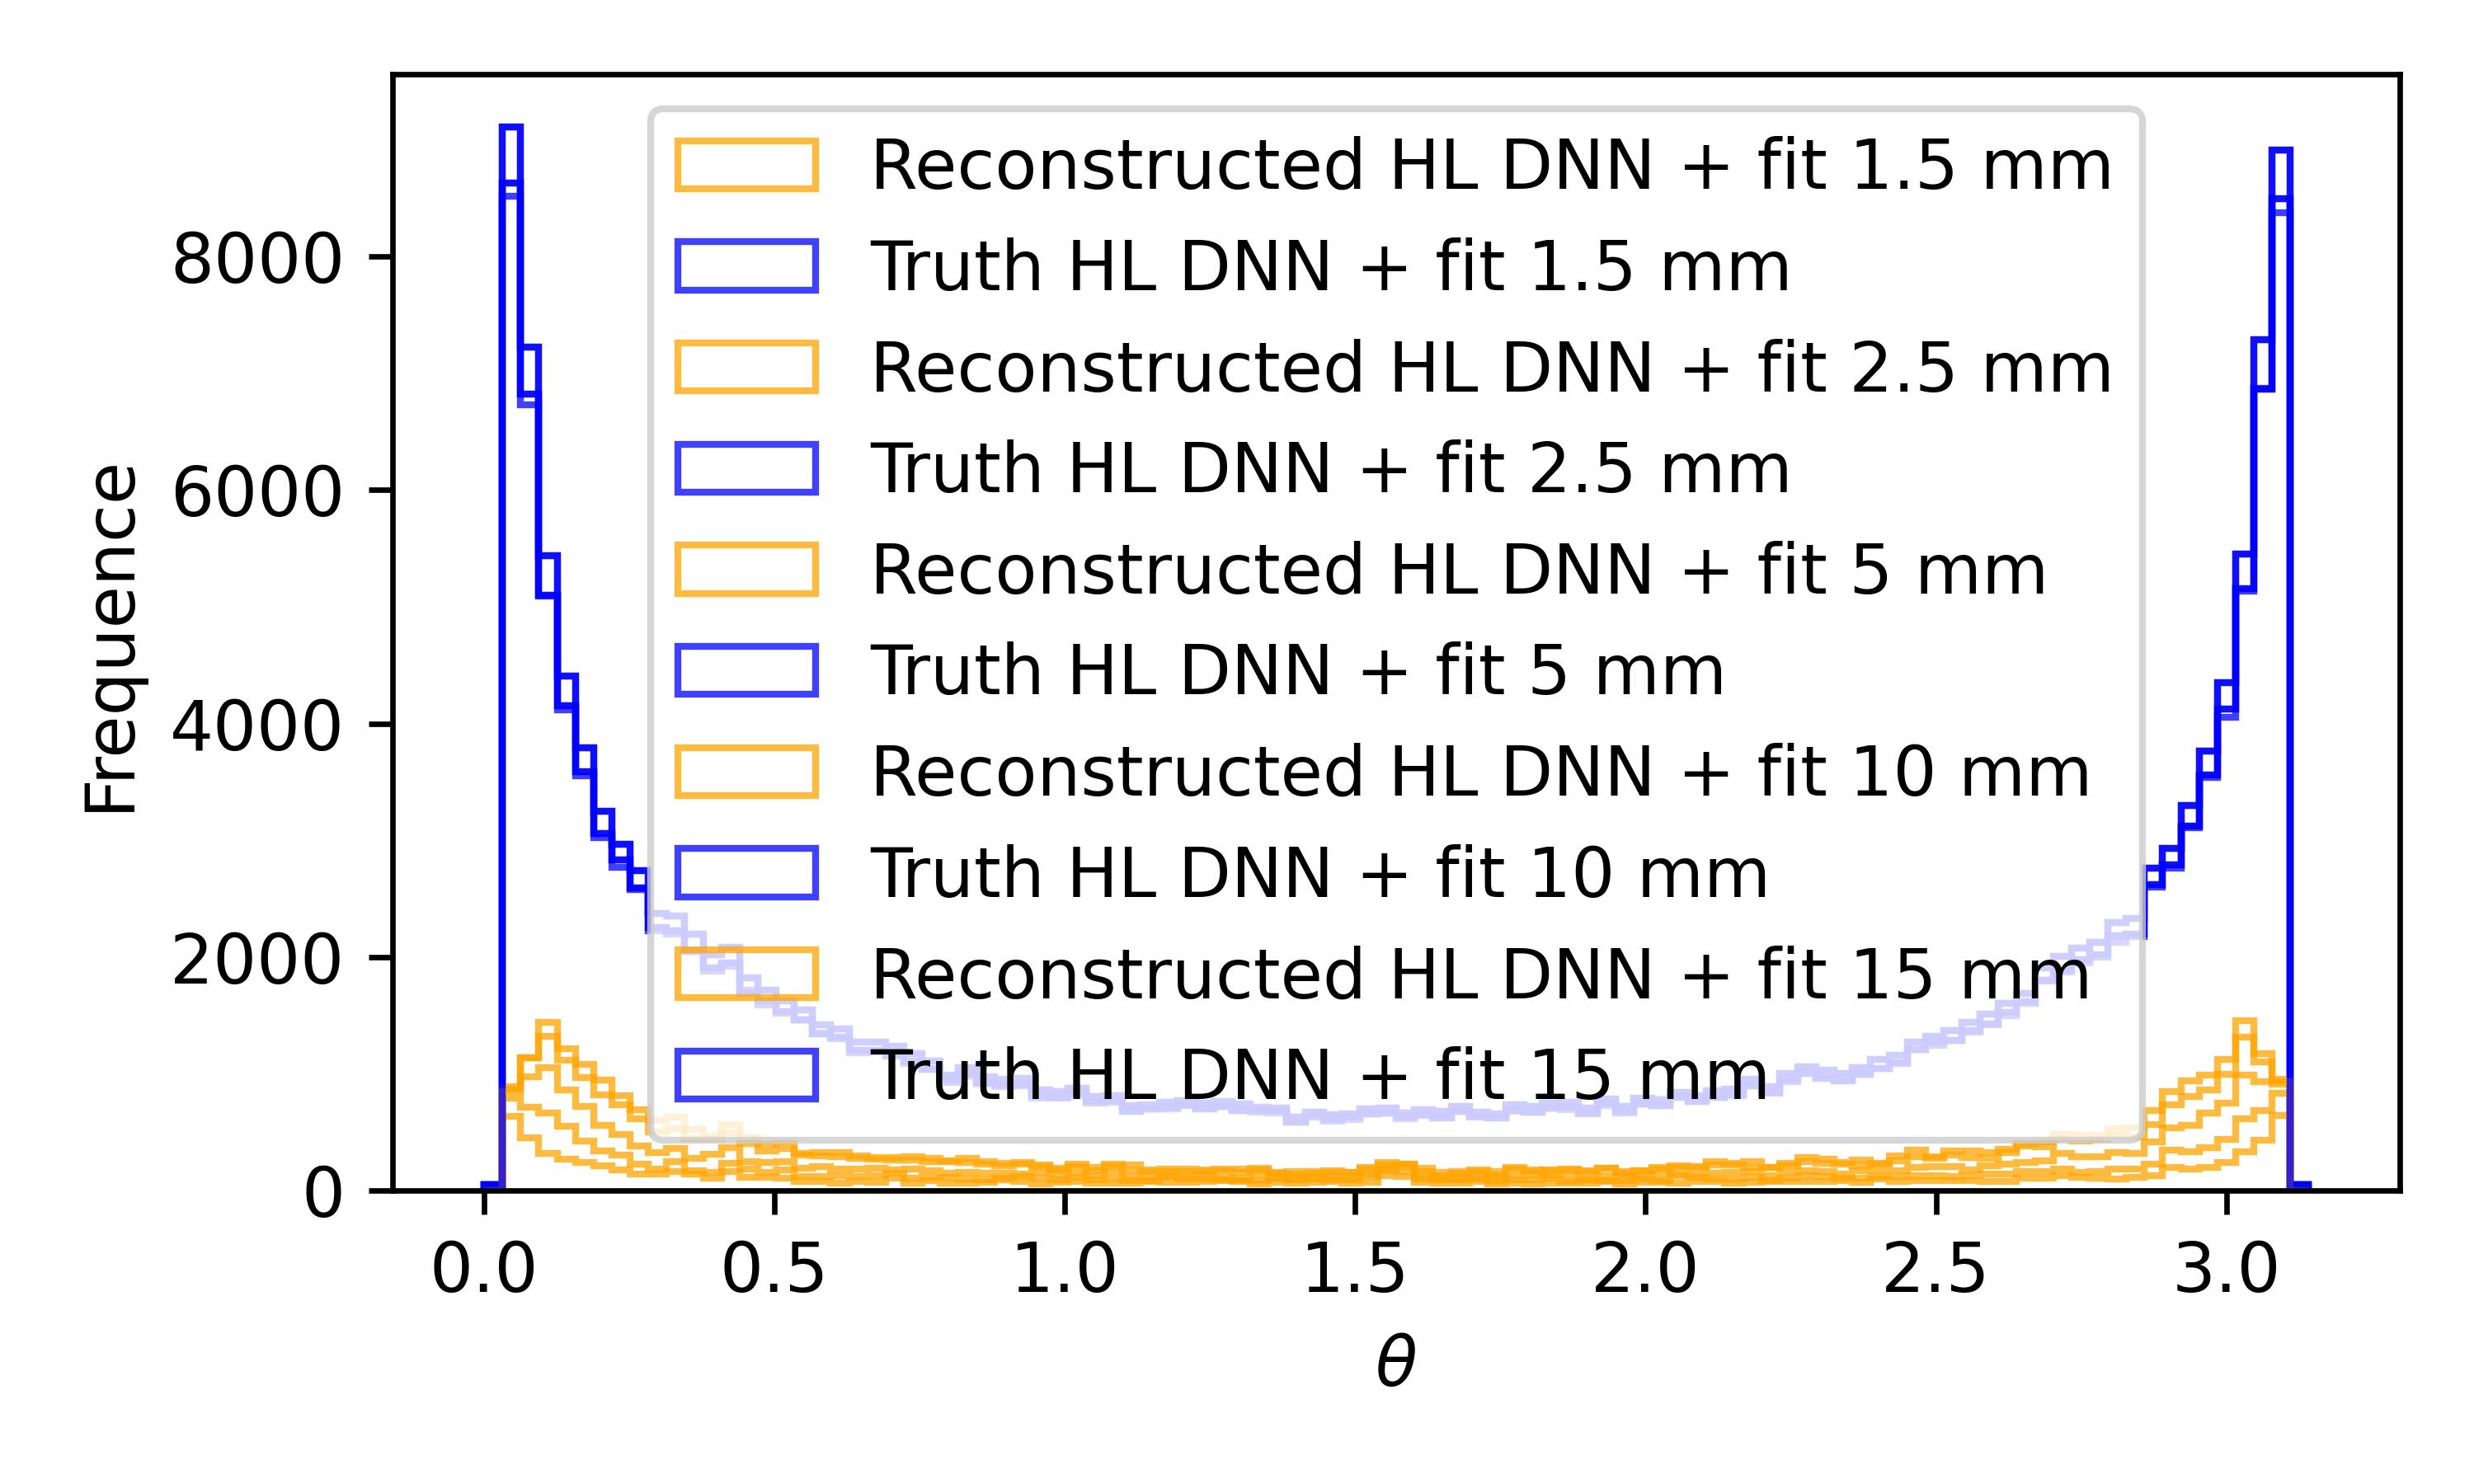 Reconstructed HL DNN + fit 1.5 mm
Truth HL DNN + fit 1.5 mm
Reconstructed HL DNN + fit 2.5 mm
Truth HL DNN + fit 2.5 mm
Reconstructed HL DNN + fit 5 mm
Truth HL DNN + fit 5 mm
Reconstructed HL DNN + fit 10 mm
Truth HL DNN + fit 10 mm
Reconstructed HL DNN + fit 15 mm
Truth HL DNN + fit 15 mm
Frequence
8000
6000
4000
2000
0
0.0 0.5 1.0 1.5 2.0 2.5 3.0
θ